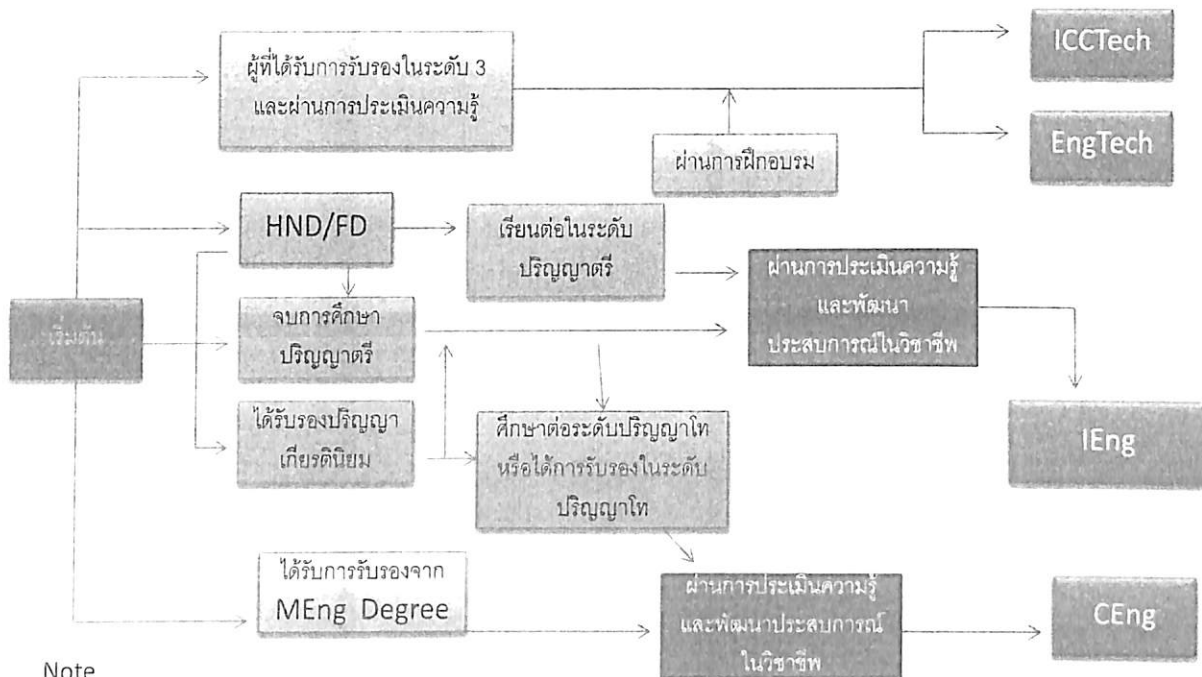 ผู้ที่ได้รับการรับรองในระดับ 3
และผ่านการประเมินความรู้
ICCTech
EngTech
ผ่านการฝึกอบรม
HND/FD
เรียนต่อในระดับ
ปริญญาตรี
ผ่านการประเมินความรู้
และพัฒนา
ประสบการณ์ในวิชาชีพ
เริ่มต้น
จบการศึกษา
ปริญญาตรี
ได้รับรองปริญญา
เกียรตินิยม
ศึกษาต่อระดับปริญญาโท
หรือได้การรับรองในระดับ
ปริญญาโท
IEng
ได้รับการรับรองจาก
MEng Degree
ผ่านการประเมินความรู้
และพัฒนาประสบการณ์
ในวิชาชีพ
CEng
Note